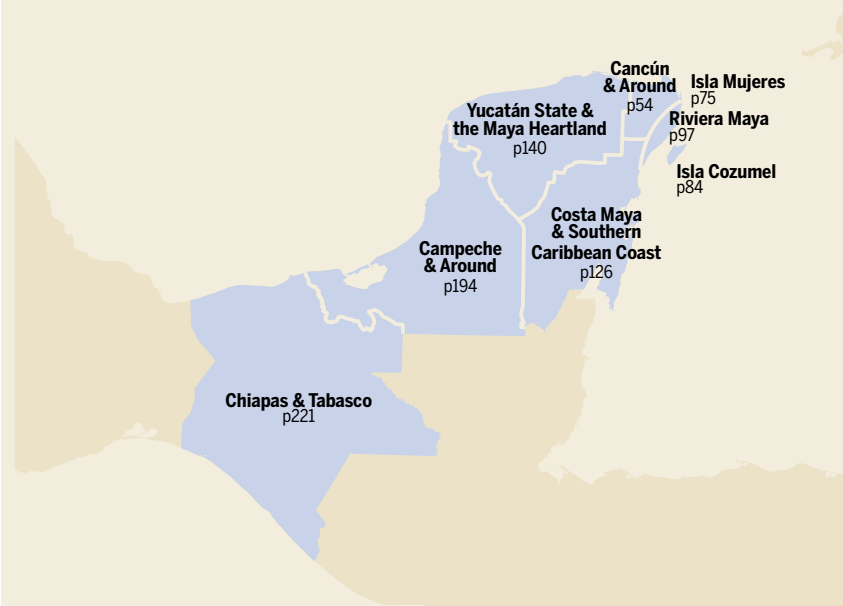 Cancún
& Around
p54
Isla Mujeres
p75
Yucatán State &
the Maya Heartland
p140
Riviera Maya
p97
Isla Cozumel
p84
Costa Maya
& Southern
Caribbean Coast
p126
Campeche
& Around
p194
Chiapas & Tabasco
p221